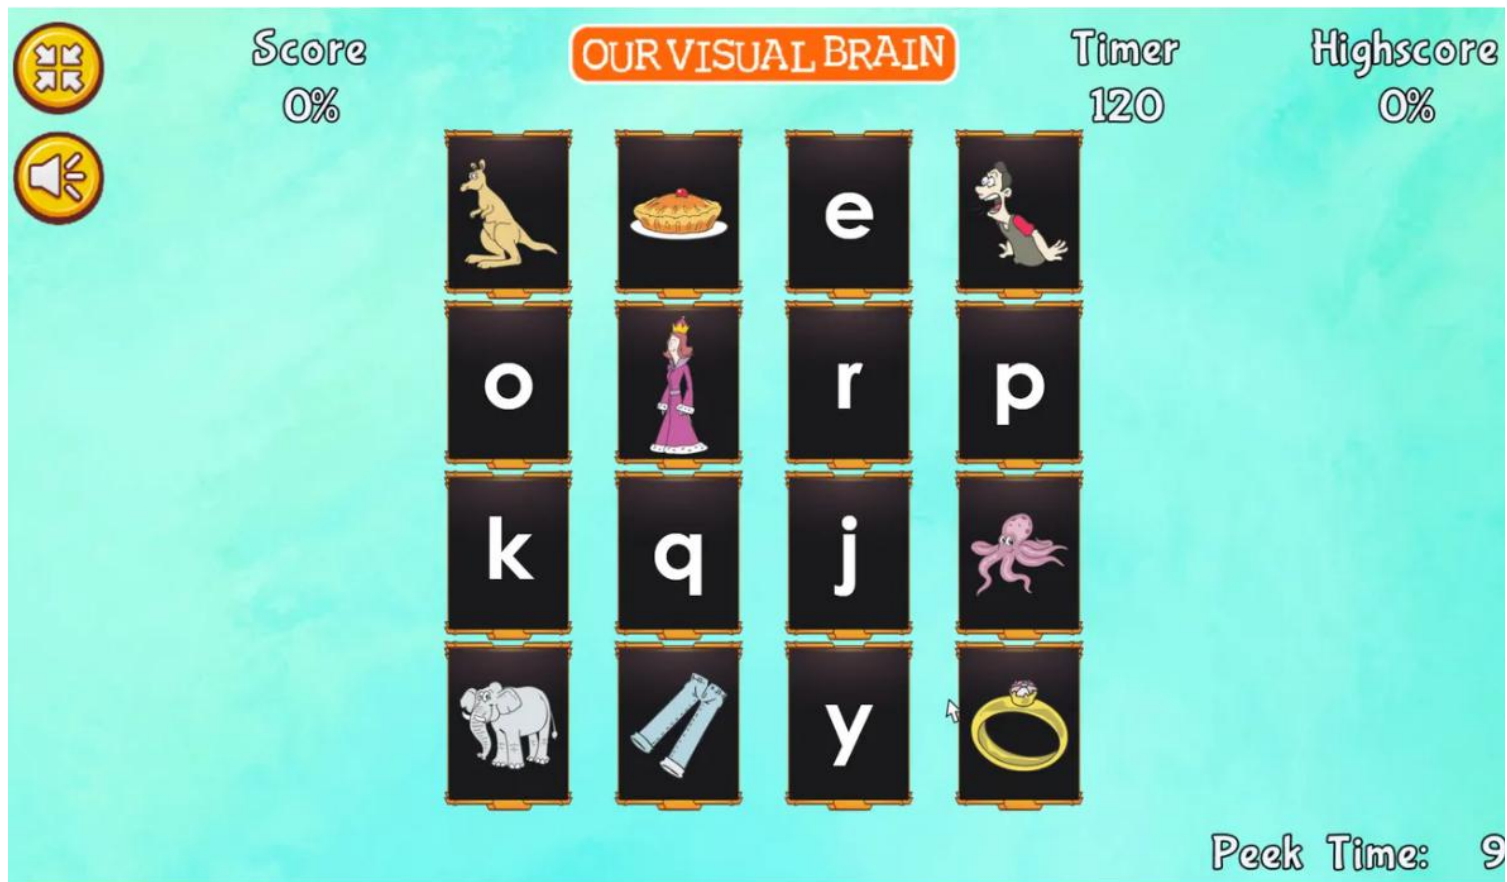 Score
0%
OUR VISUAL BRAIN
Timer
120
Highscore
0%
e
o
r
p
k
q
j
y
Peek Time: 9